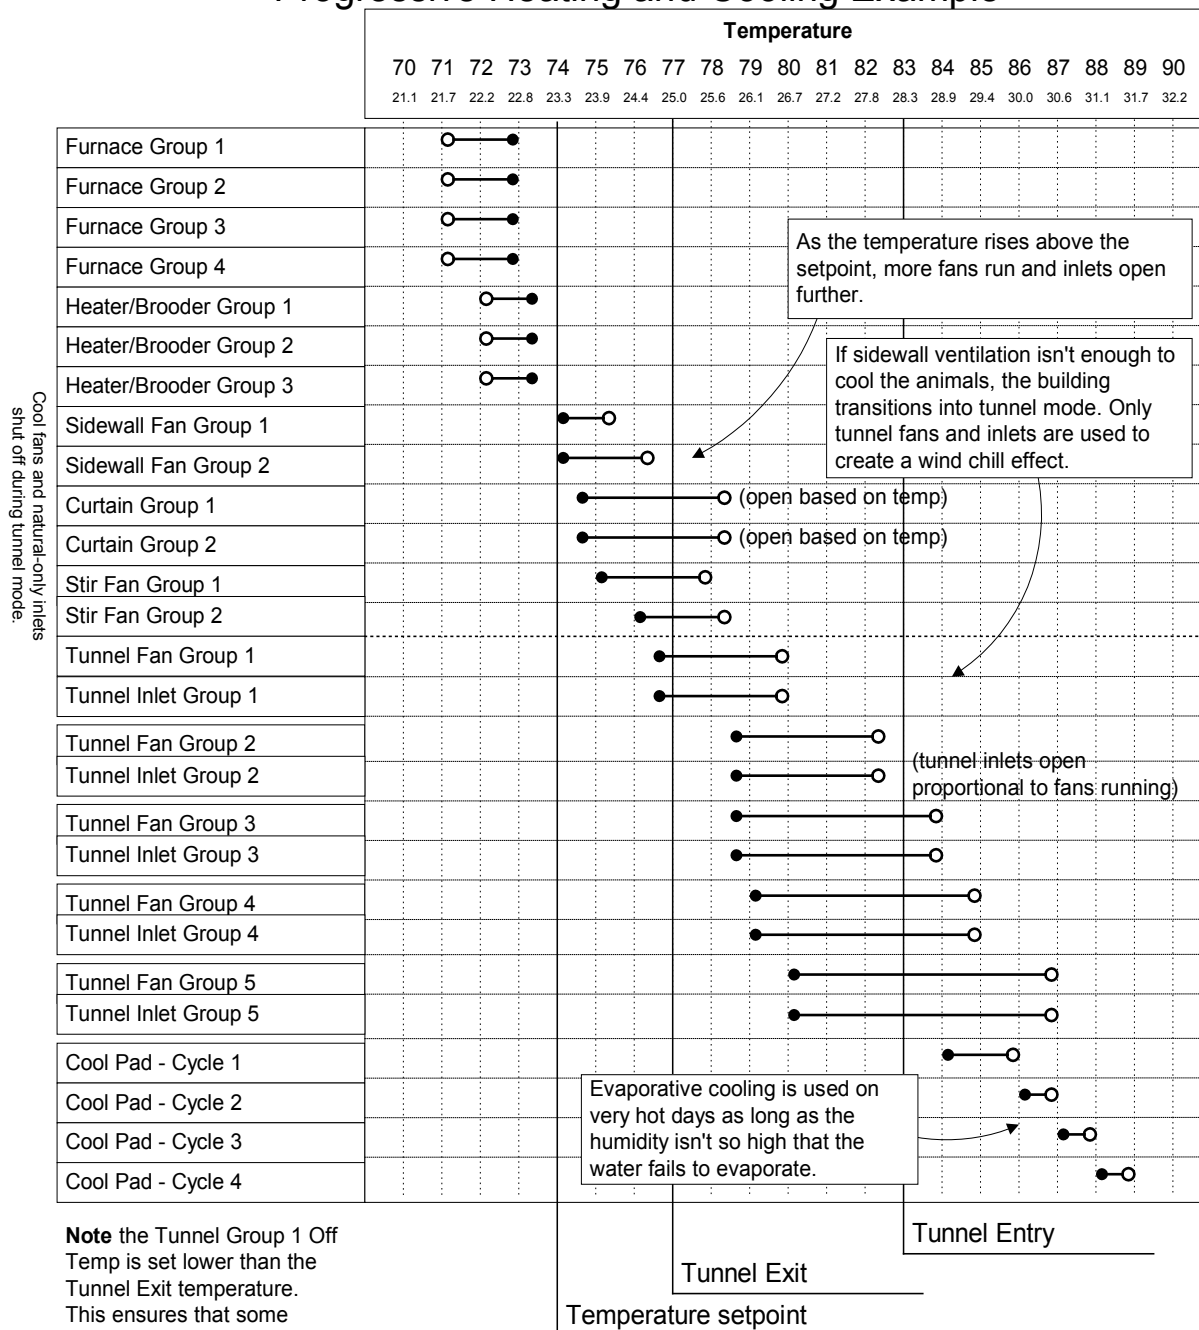 Progressive Heating and Cooling Example
Temperature
70 71 72 73 74 75 76 77 78 79 80 81 82 83 84 85 86 87 88 89 90
21.1 21.7 22.2 22.8 23.3 23.9 24.4 25.0 25.6 26.1 26.7 27.2 27.8 28.3 28.9 29.4 30.0 30.6 31.1 31.7 32.2
Furnace Group 1
Furnace Group 2
Furnace Group 3
Furnace Group 4
Heater/Brooder Group 1
Heater/Brooder Group 2
Heater/Brooder Group 3
Sidewall Fan Group 1
Sidewall Fan Group 2
Curtain Group 1
Curtain Group 2
Stir Fan Group 1
Stir Fan Group 2
Tunnel Fan Group 1
Tunnel Inlet Group 1
Tunnel Fan Group 2
Tunnel Inlet Group 2
Tunnel Fan Group 3
Tunnel Inlet Group 3
Tunnel Fan Group 4
Tunnel Inlet Group 4
Tunnel Fan Group 5
Tunnel Inlet Group 5
Cool Pad - Cycle 1
Cool Pad - Cycle 2
Cool Pad - Cycle 3
Cool Pad - Cycle 4
Cool fans and natural-only inlets
shut off during tunnel mode.
As the temperature rises above the
setpoint, more fans run and inlets open
further.
If sidewall ventilation isn't enough to
cool the animals, the building
transitions into tunnel mode. Only
tunnel fans and inlets are used to
create a wind chill effect.
(open based on temp)
(open based on temp)
(tunnel inlets open
proportional to fans running)
Evaporative cooling is used on
very hot days as long as the
humidity isn't so high that the
water fails to evaporate.
Note the Tunnel Group 1 Off
Temp is set lower than the
Tunnel Exit temperature.
This ensures that some
Tunnel Entry
Tunnel Exit
Temperature setpoint